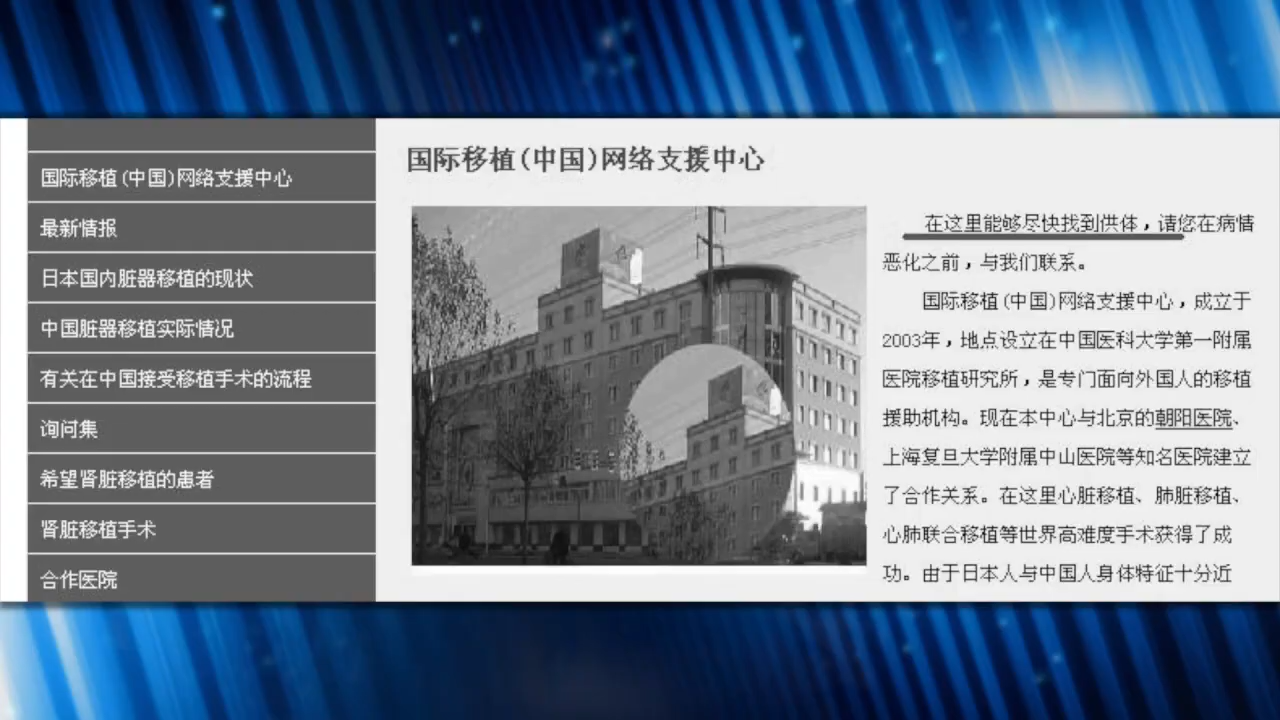 国际移植(中国)网络支援中心
最新情报
日本国内脏器移植的现状
中国脏器移植实际情况
有关在中国接受移植手术的流程
询问集
希望肾脏移植的患者
肾脏移植手术
合作医院
国际移植(中国)网络支援中心
在这里能够尽快找到供体，请您在病情
恶化之前，与我们联系。
国际移植(中国)网络支援中心，成立于
2003年，地点设立在中国医科大学第一附属
医院移植研究所，是专门面向外国人的移植
援助机构。现在本中心与北京的朝阳医院、
上海复旦大学附属中山医院等知名医院建立
了合作关系。在这里心脏移植、肺脏移植、
心肺联合移植等世界高难度手术获得了成
功。由于日本人与中国人身体特征十分近